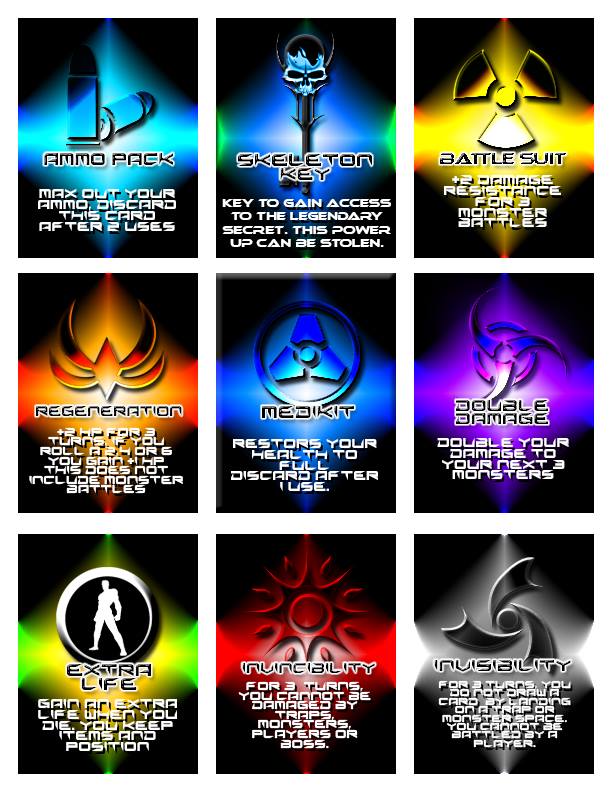 AMMO PACK
MAX OUT YOUR
AMMO, DISCARD
THIS CARD
AFTER 2 USES
SKELETON
KEY
KEY TO GAIN ACCESS
TO THE LEGENDARY
SECRET. THIS POWER
UP CAN BE STOLEN.
BATTLE SUIT
+2 DAMAGE
RESISTANCE
FOR 3
MONSTER
BATTLES
REGENERATION
+2 HP FOR 3
TURNS. IF YOU
ROLL A 2,4 OR 6
YOU GAIN +1 HP
THIS DOES NOT
INCLUDE MONSTER
BATTLES
MEDIKIT
RESTORS YOUR
HEALTH TO
FULL
DISCARD AFTER
1 USE.
DOUBLE
DAMAGE
DOUBLE YOUR
DAMAGE TO
YOUR NEXT 3
MONSTERS
EXTRA
LIFE
GAIN AN EXTRA
LIFE WHEN YOU
DIE. YOU KEEP
ITEMS AND
POSITION
INVINCIBILITY
FOR 3 TURNS,
YOU CANNOT BE
DAMAGED BY
TRAPS,
MONSTERS,
PLAYERS OR
BOSS.
INVISIBILITY
FOR 3 TURNS, YOU
DO NOT DRAW A
CARD BY LANDING
ON A TRAP OR
MONSTER SPACE.
YOU CANNOT BE
BATTLED BY A
PLAYER.